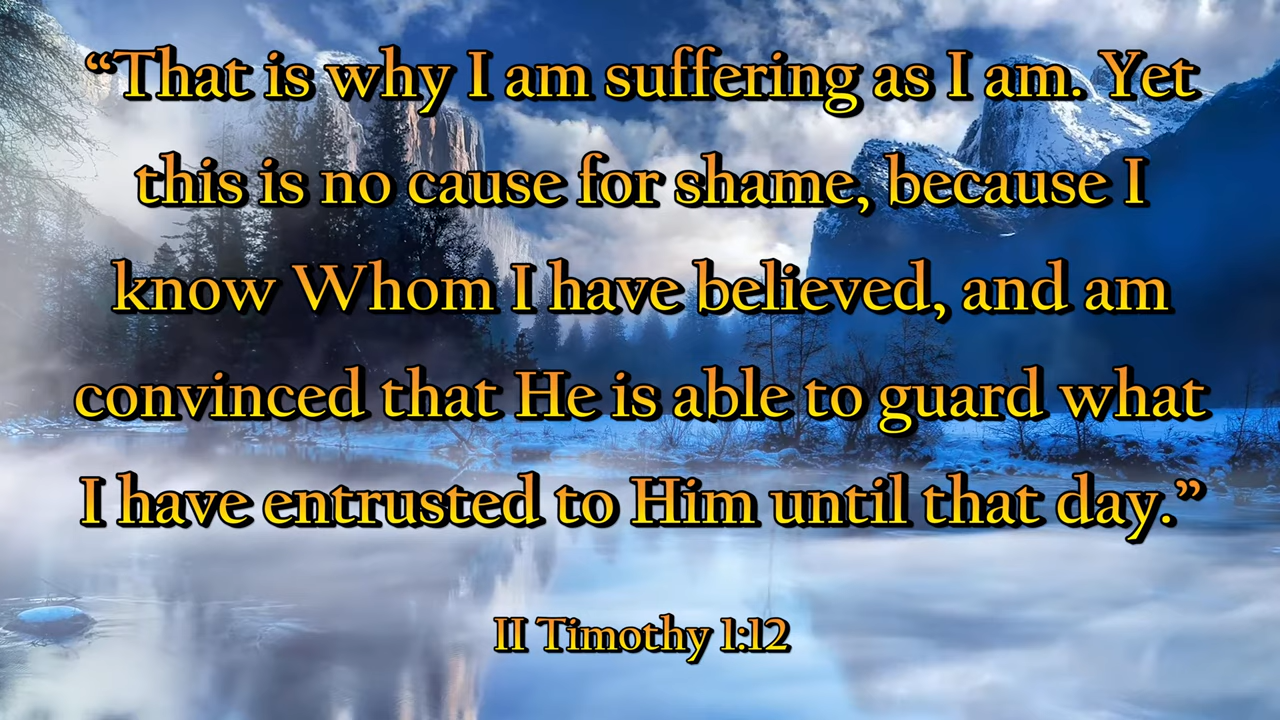 “That is why I am suffering as I am. Yet
this is no cause for shame, because I
know Whom I have believed, and am
convinced that He is able to guard what
I have entrusted to Him until that day.”
II Timothy 1:12